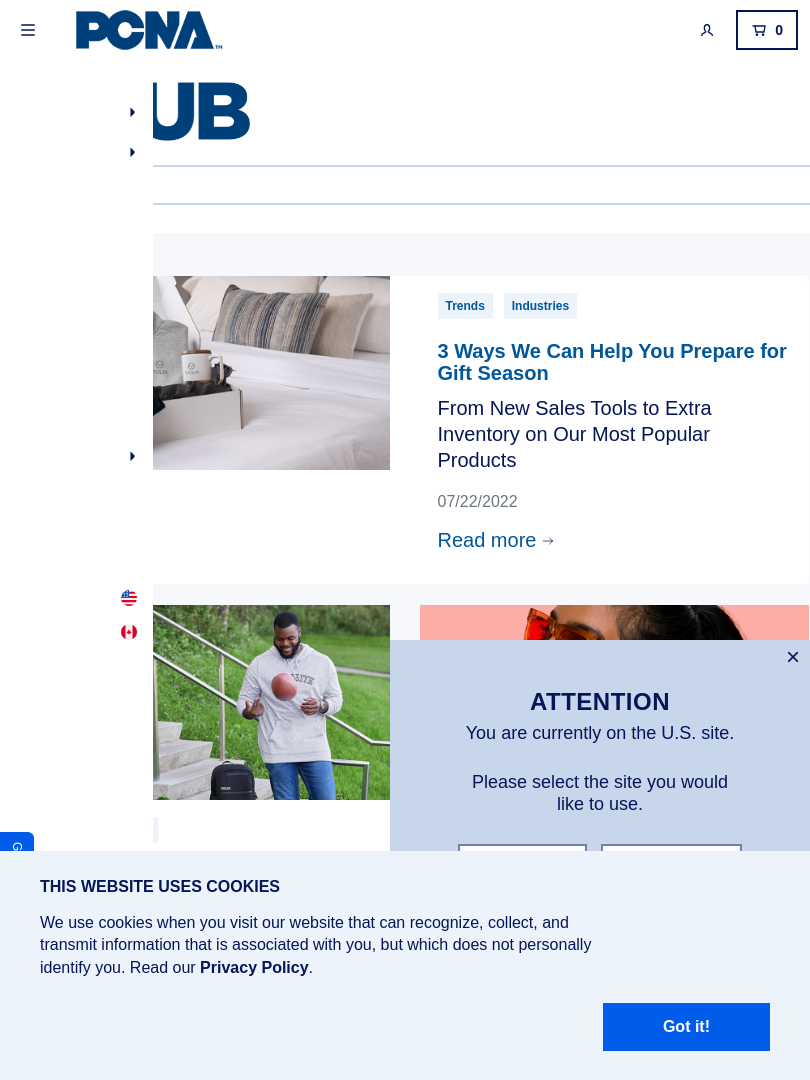 PCNA™
0
UB
Trends
Industries
3 Ways We Can Help You Prepare for
Gift Season
From New Sales Tools to Extra
Inventory on Our Most Popular
Products
07/22/2022
Read more
ATTENTION
You are currently on the U.S. site.
Please select the site you would
like to use.
G
THIS WEBSITE USES COOKIES
We use cookies when you visit our website that can recognize, collect, and
transmit information that is associated with you, but which does not personally
identify you. Read our Privacy Policy.
Got it!